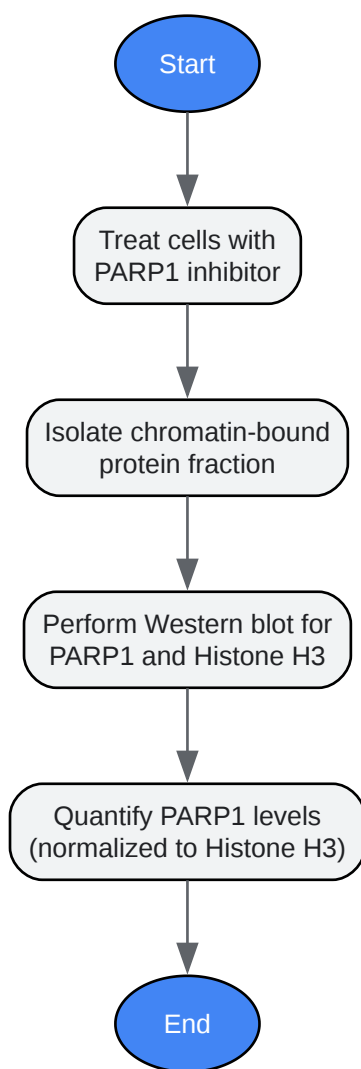 Start
Treat cells with
PARP1 inhibitor
Isolate chromatin-bound
protein fraction
Perform Western blot for
PARP1 and Histone H3
Quantify PARP1 levels
(normalized to Histone H3)
End